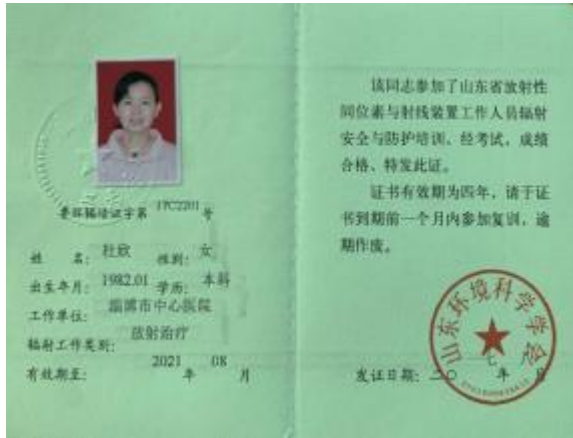 鲁环辐培证字第 17C2201 号
姓 名: 杜欣 性别: 女
出生年月: 1982.01 学历: 本科
工作单位: 淄博市中心医院
辐射工作类别: 放射治疗
有效期至: 2021 年 08 月
该同志参加了山东省放射性
同位素与射线装置工作人员辐射
安全与防护培训、经考试，成绩
合格、特发此证。
证书有效期为四年，请于证
书到期前一个月内参加复训，逾
期作废。
山东环境科学学会
发证日期: 二〇一七年 月